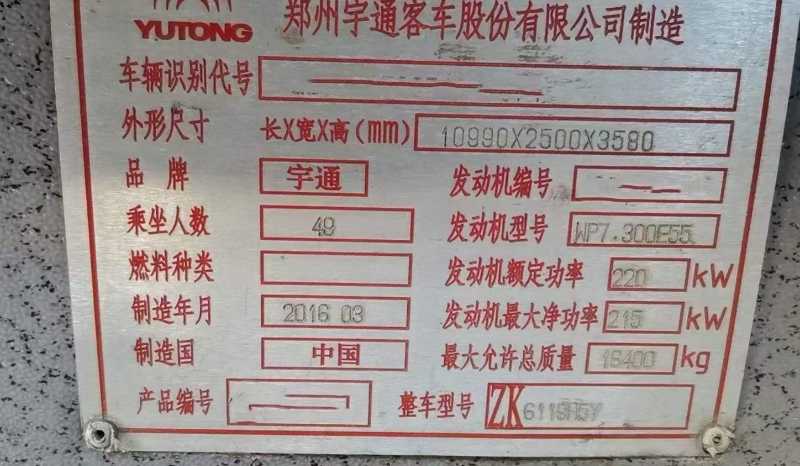 YUTONG 郑州宇通客车股份有限公司制造
车辆识别代号
外形尺寸 长X宽X高(mm) 10990X2500X3580
品牌 宇通 发动机编号
乘坐人数 49 发动机型号 WP7.300E55
燃料种类 发动机额定功率 220 kW
制造年月 2016 03 发动机最大净功率 215 kW
制造国 中国 最大允许总质量 16400 kg
产品编号 整车型号 ZK6119H5Y